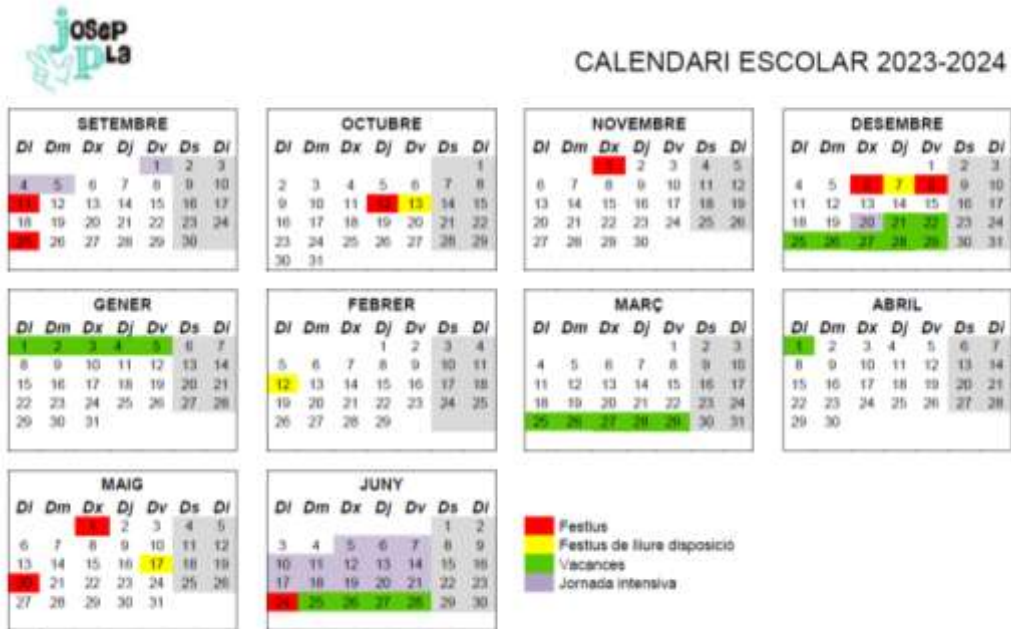 josep
pla
CALENDARI ESCOLAR 2023-2024
SETEMBRE
Dl Dm Dx Dj Dv Ds Di
1 2 3
4 5 6 7 8 9 10
11 12 13 14 15 16 17
18 19 20 21 22 23 24
25 26 27 28 29 30
OCTUBRE
Dl Dm Dx Dj Dv Ds Di
1
2 3 4 5 6 7 8
9 10 11 12 13 14 15
16 17 18 19 20 21 22
23 24 25 26 27 28 29
30 31
NOVEMBRE
Dl Dm Dx Dj Dv Ds Di
1 2 3 4 5
6 7 8 9 10 11 12
13 14 15 16 17 18 19
20 21 22 23 24 25 26
27 28 29 30
DESEMBRE
Dl Dm Dx Dj Dv Ds Di
1 2 3
4 5 6 7 8 9 10
11 12 13 14 15 16 17
18 19 20 21 22 23 24
25 26 27 28 29 30 31
GENER
Dl Dm Dx Dj Dv Ds Di
1 2 3 4 5 6 7
8 9 10 11 12 13 14
15 16 17 18 19 20 21
22 23 24 25 26 27 28
29 30 31
FEBRER
Dl Dm Dx Dj Dv Ds Di
1 2 3 4
5 6 7 8 9 10 11
12 13 14 15 16 17 18
19 20 21 22 23 24 25
26 27 28 29
MARÇ
Dl Dm Dx Dj Dv Ds Di
1 2 3
4 5 6 7 8 9 10
11 12 13 14 15 16 17
18 19 20 21 22 23 24
25 26 27 28 29 30 31
ABRIL
Dl Dm Dx Dj Dv Ds Di
1 2 3 4 5 6 7
8 9 10 11 12 13 14
15 16 17 18 19 20 21
22 23 24 25 26 27 28
29 30
MAIG
Dl Dm Dx Dj Dv Ds Di
1 2 3 4 5
6 7 8 9 10 11 12
13 14 15 16 17 18 19
20 21 22 23 24 25 26
27 28 29 30 31
JUNY
Dl Dm Dx Dj Dv Ds Di
1 2
3 4 5 6 7 8 9
10 11 12 13 14 15 16
17 18 19 20 21 22 23
24 25 26 27 28 29 30
Festius
Festius de lliure disposició
Vacances
Jornada intensiva